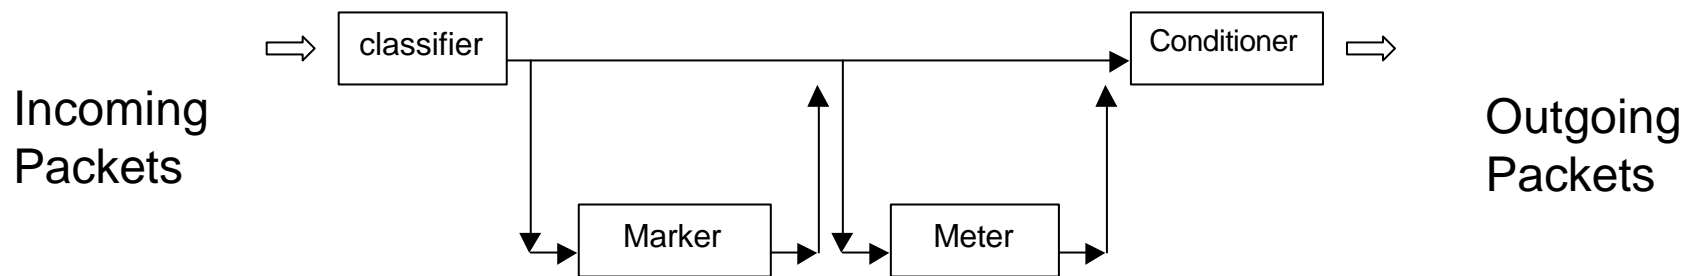 classifier
Conditioner
Incoming
Packets
Outgoing
Packets
Marker
Meter